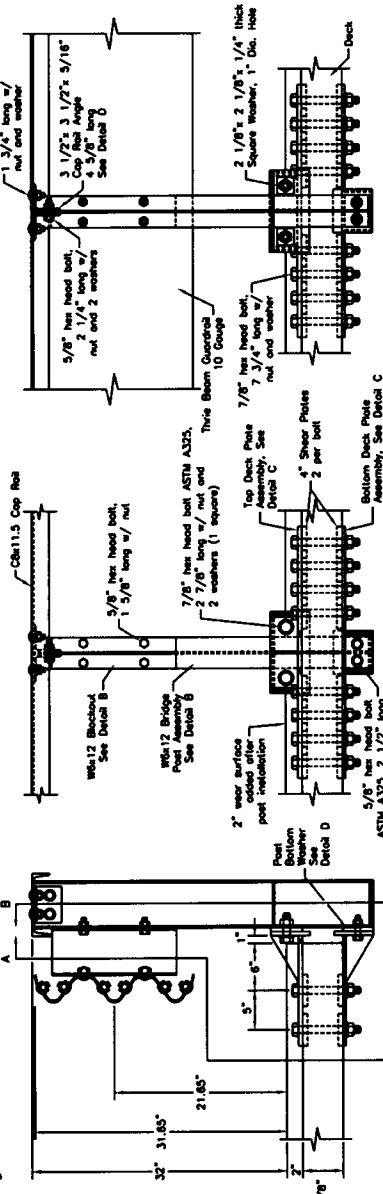 1 3/4" long w/
nut and washer
3 1/2"x 3 1/2"x 5/16"
Cap Rail Angle
4 5/8" long
See Detail D
5/8" hex head bolt,
2 1/4" long w/
nut and 2 washers
Thrie Beam Guardrail
10 Gauge
2 1/8"x 2 1/8"x 1/4" thick
Square Washer, 1" Dia. Hole
7/8" hex head bolt,
7 3/4" long w/
nut and washer
Deck
C8x11.5 Cap Rail
W6x12 Blockout
See Detail B
5/8" hex head bolt,
1 5/8" long w/ nut
W6x12 Bridge
Post Assembly
See Detail B
7/8" hex head bolt ASTM A325,
2 7/8" long w/ nut and
2 washers (1 square)
2" wear surface
added after
post installation
Top Deck Plate
Assembly, See
Detail C
4" Shear Plates
2 per bolt
Bottom Deck Plate
Assembly, See Detail C
5/8" hex head bolt
ASTM A325, 2 1/2" long
A
B
Post
Bottom
Washer
See
Detail D
1"
6"
5"
21.65"
31.65"
32"
2"